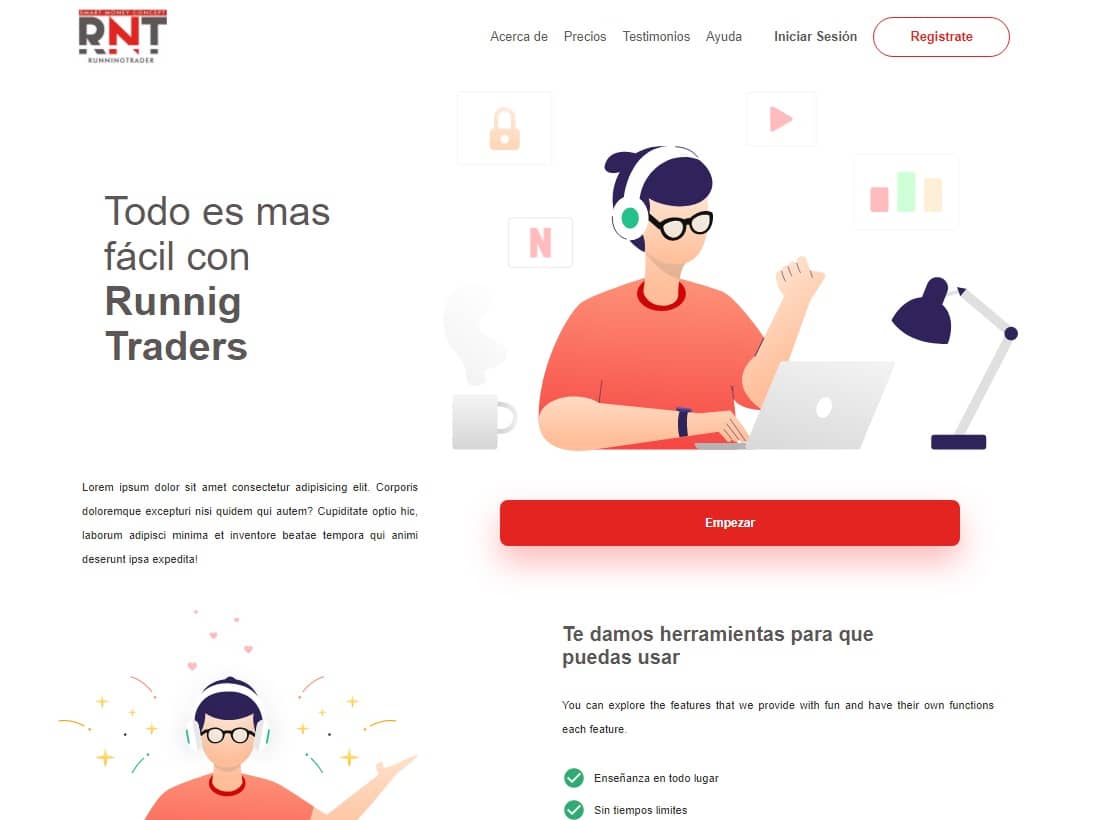 SMART MONEY CONCEPT
RNT
RUNNINGTRADER
Acerca de Precios Testimonios Ayuda Iniciar Sesión Registrate
N
Todo es mas
fácil con
Runnig
Traders
Lorem ipsum dolor sit amet consectetur adipisicing elit. Corporis
doloremque excepturi nisi quidem qui autem? Cupiditate optio hic,
laborum adipisci minima et inventore beatae tempora qui animi
deserunt ipsa expedita!
Empezar
Te damos herramientas para que
puedas usar
You can explore the features that we provide with fun and have their own functions
each feature.
Enseñanza en todo lugar
Sin tiempos limites